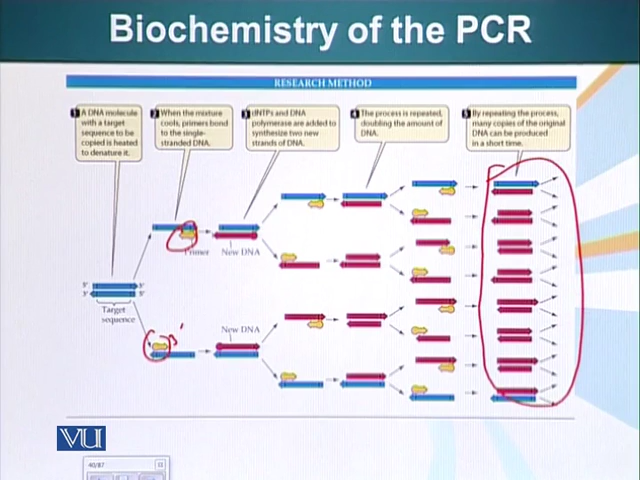 Biochemistry of the PCR
RESEARCH METHOD
1 A DNA molecule
with a target
sequence to be
copied is heated
to denature it.
2 When the mixture
cools, primers bond
to the single-
stranded DNA.
3 dNTPs and DNA
polymerase are added to
synthesize two new
strands of DNA.
4 The process is repeated,
doubling the amount of
DNA.
5 By repeating the process,
many copies of the original
DNA can be produced
in a short time.
Primer
New DNA
5' 5'
3' 3'
Target
sequence
New DNA
VU
40/87